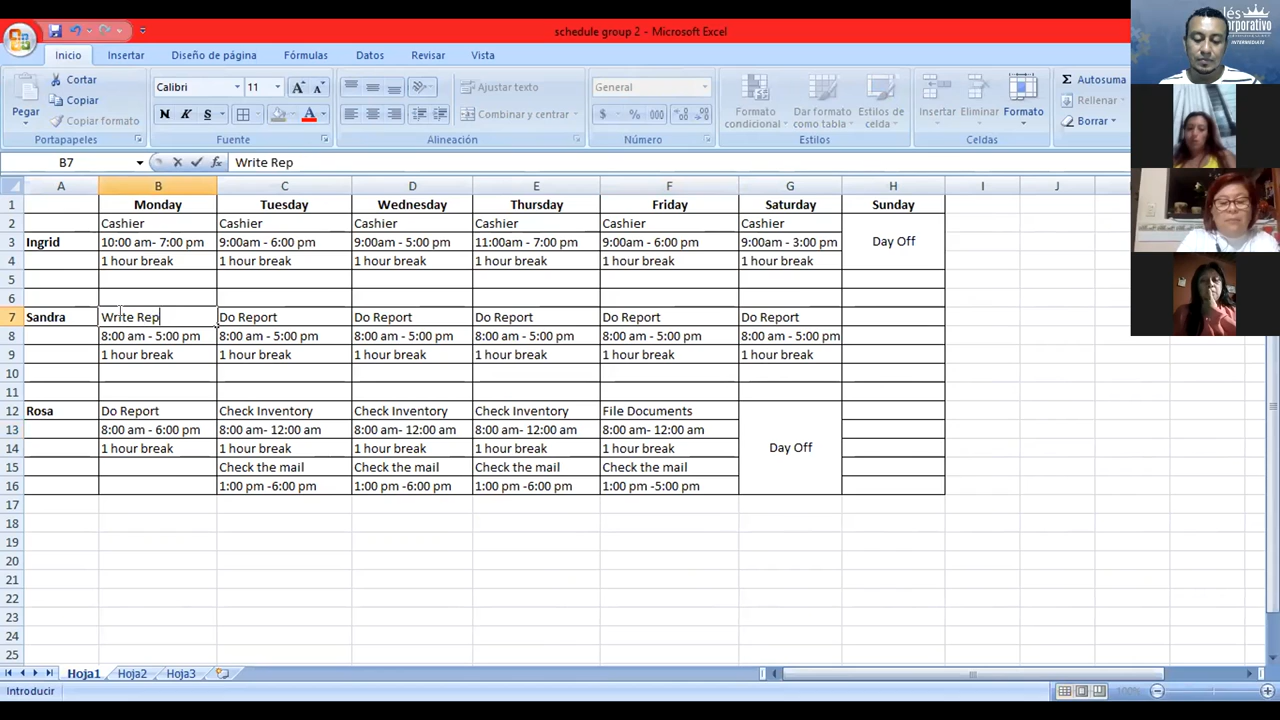 schedule group 2 - Microsoft Excel
Inicio Insertar Diseño de página Fórmulas Datos Revisar Vista
Pegar
Cortar
Copiar
Copiar formato
Portapapeles
Calibri 11
N K S
Fuente
Ajustar texto
Combinar y centrar
Alineación
General
$ % 000
Número
Formato condicional
Dar formato como tabla
Estilos de celda
Estilos
Insertar Eliminar Formato
Celdas
Autosuma
Rellenar
Borrar
B7 fx Write Rep
A B C D E F G H I J
1 Monday Tuesday Wednesday Thursday Friday Saturday Sunday
2 Cashier Cashier Cashier Cashier Cashier Cashier
3 Ingrid 10:00 am- 7:00 pm 9:00am - 6:00 pm 9:00am - 5:00 pm 11:00am - 7:00 pm 9:00am - 6:00 pm 9:00am - 3:00 pm Day Off
4 1 hour break 1 hour break 1 hour break 1 hour break 1 hour break 1 hour break
5
6
7 Sandra Write Rep Do Report Do Report Do Report Do Report Do Report
8 8:00 am - 5:00 pm 8:00 am - 5:00 pm 8:00 am - 5:00 pm 8:00 am - 5:00 pm 8:00 am - 5:00 pm 8:00 am - 5:00 pm
9 1 hour break 1 hour break 1 hour break 1 hour break 1 hour break 1 hour break
10
11
12 Rosa Do Report Check Inventory Check Inventory Check Inventory File Documents
13 8:00 am - 6:00 pm 8:00 am- 12:00 am 8:00 am- 12:00 am 8:00 am- 12:00 am 8:00 am- 12:00 am
14 1 hour break 1 hour break 1 hour break 1 hour break 1 hour break Day Off
15 Check the mail Check the mail Check the mail Check the mail
16 1:00 pm -6:00 pm 1:00 pm -6:00 pm 1:00 pm -6:00 pm 1:00 pm -5:00 pm
17
18
19
20
21
22
23
24
25
Hoja1 Hoja2 Hoja3
Introducir 100%
INTERMEDIATE